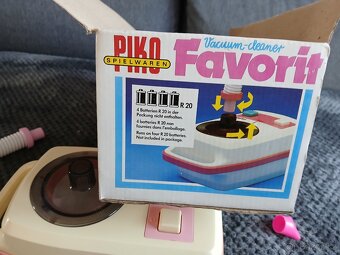 PIKO
SPIELWAREN
Vacuum-cleaner
Favorit
R 20
4 Batterien R 20 in der
Packung nicht enthalten.
4 batteries R 20 non
fournies dans l'emballage.
Runs on four R 20 batteries
Not included in package.